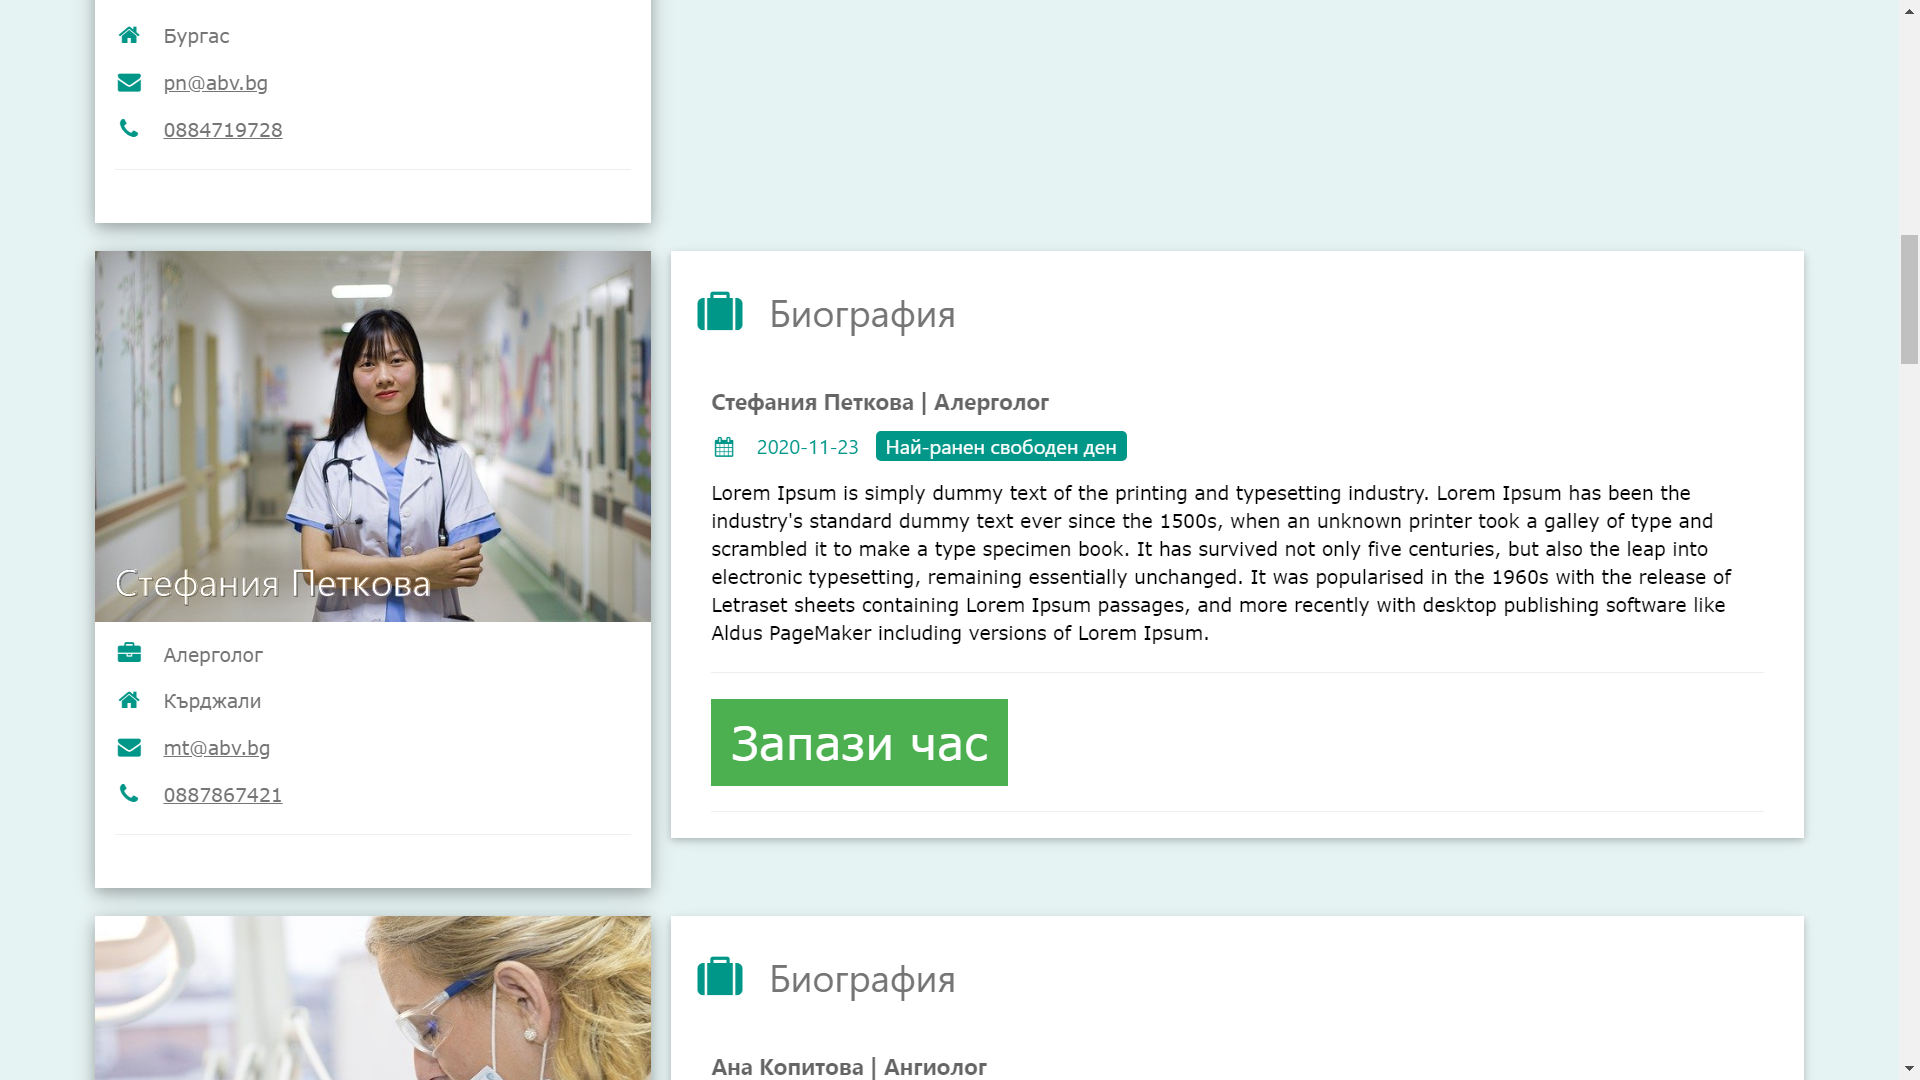 Бургас
pn@abv.bg
0884719728
Стефания Петкова
Алерголог
Кърджали
mt@abv.bg
0887867421
Биография
Стефания Петкова | Алерголог
2020-11-23 Най-ранен свободен ден
Lorem Ipsum is simply dummy text of the printing and typesetting industry. Lorem Ipsum has been the
industry's standard dummy text ever since the 1500s, when an unknown printer took a galley of type and
scrambled it to make a type specimen book. It has survived not only five centuries, but also the leap into
electronic typesetting, remaining essentially unchanged. It was popularised in the 1960s with the release of
Letraset sheets containing Lorem Ipsum passages, and more recently with desktop publishing software like
Aldus PageMaker including versions of Lorem Ipsum.
Запази час
Биография
Ана Копитова | Ангиолог